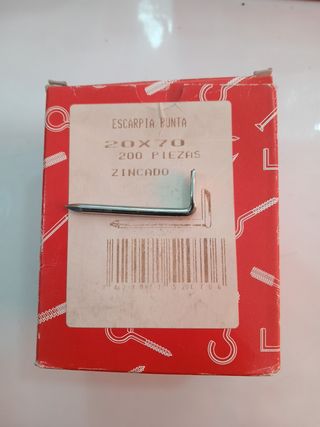 ESCARPIA PUNTA
20X70
200 PIEZAS
ZINCADO